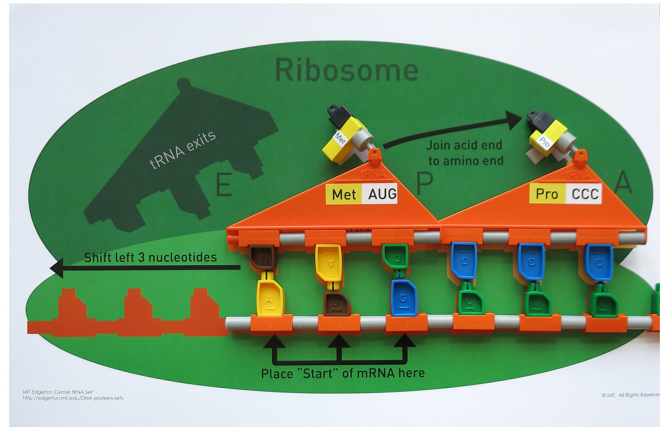 Ribosome
tRNA exits
E
Met
Join acid end
to amino end
Pro
Met AUG
P
Pro CCC
A
Shift left 3 nucleotides
Place "Start" of mRNA here
MIT Edgerton Center tRNA Set
http://edgerton.mit.edu/DNA-proteins-sets
© MIT. All Rights Reserved